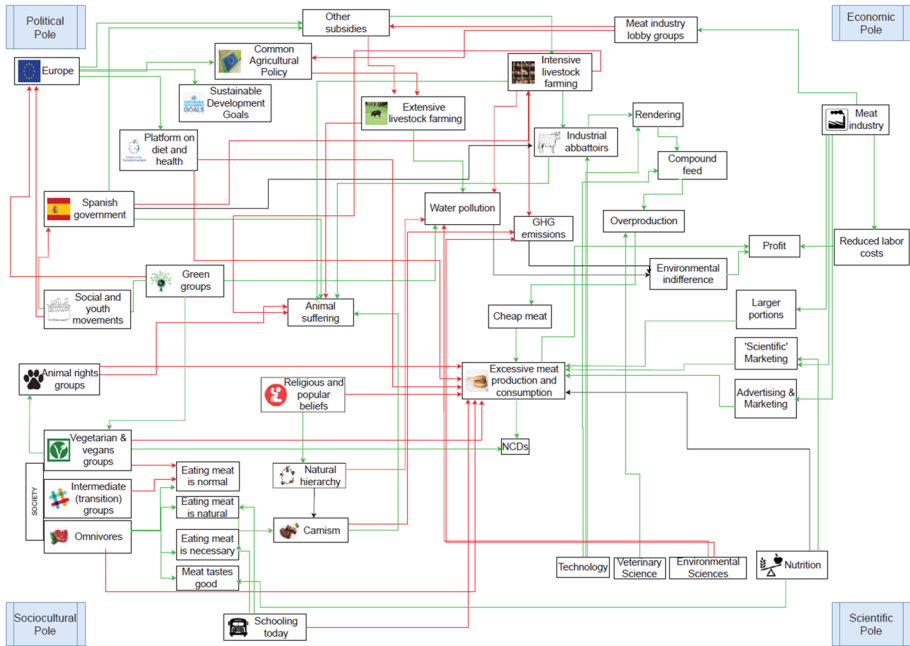 Political
Pole
Other
subsidies
Meat industry
lobby groups
Economic
Pole
Europe
Common
Agricultural
Policy
Intensive
livestock
farming
Sustainable
Development
Goals
GOALS
Extensive
livestock farming
Rendering
Meat
industry
Platform on
diet and
health
Industrial
abbattoirs
Compound
feed
Spanish
government
Water pollution
GHG
emissions
Overproduction
Profit
Reduced labor
costs
Green
groups
Environmental
indifference
Social and
youth
movements
Animal
suffering
Cheap meat
Larger
portions
'Scientific'
Marketing
Animal rights
groups
Religious and
popular
beliefs
Excessive meat
production and
consumption
Advertising &
Marketing
Vegetarian &
vegans
groups
NCDs
SOCIETY
Intermediate
(transition)
groups
Eating meat
is normal
Natural
hierarchy
Omnivores
Eating meat
is natural
Carnism
Eating meat
is necessary
Meat tastes
good
Technology
Veterinary
Science
Environmental
Sciences
Nutrition
Sociocultural
Pole
Schooling
today
Scientific
Pole